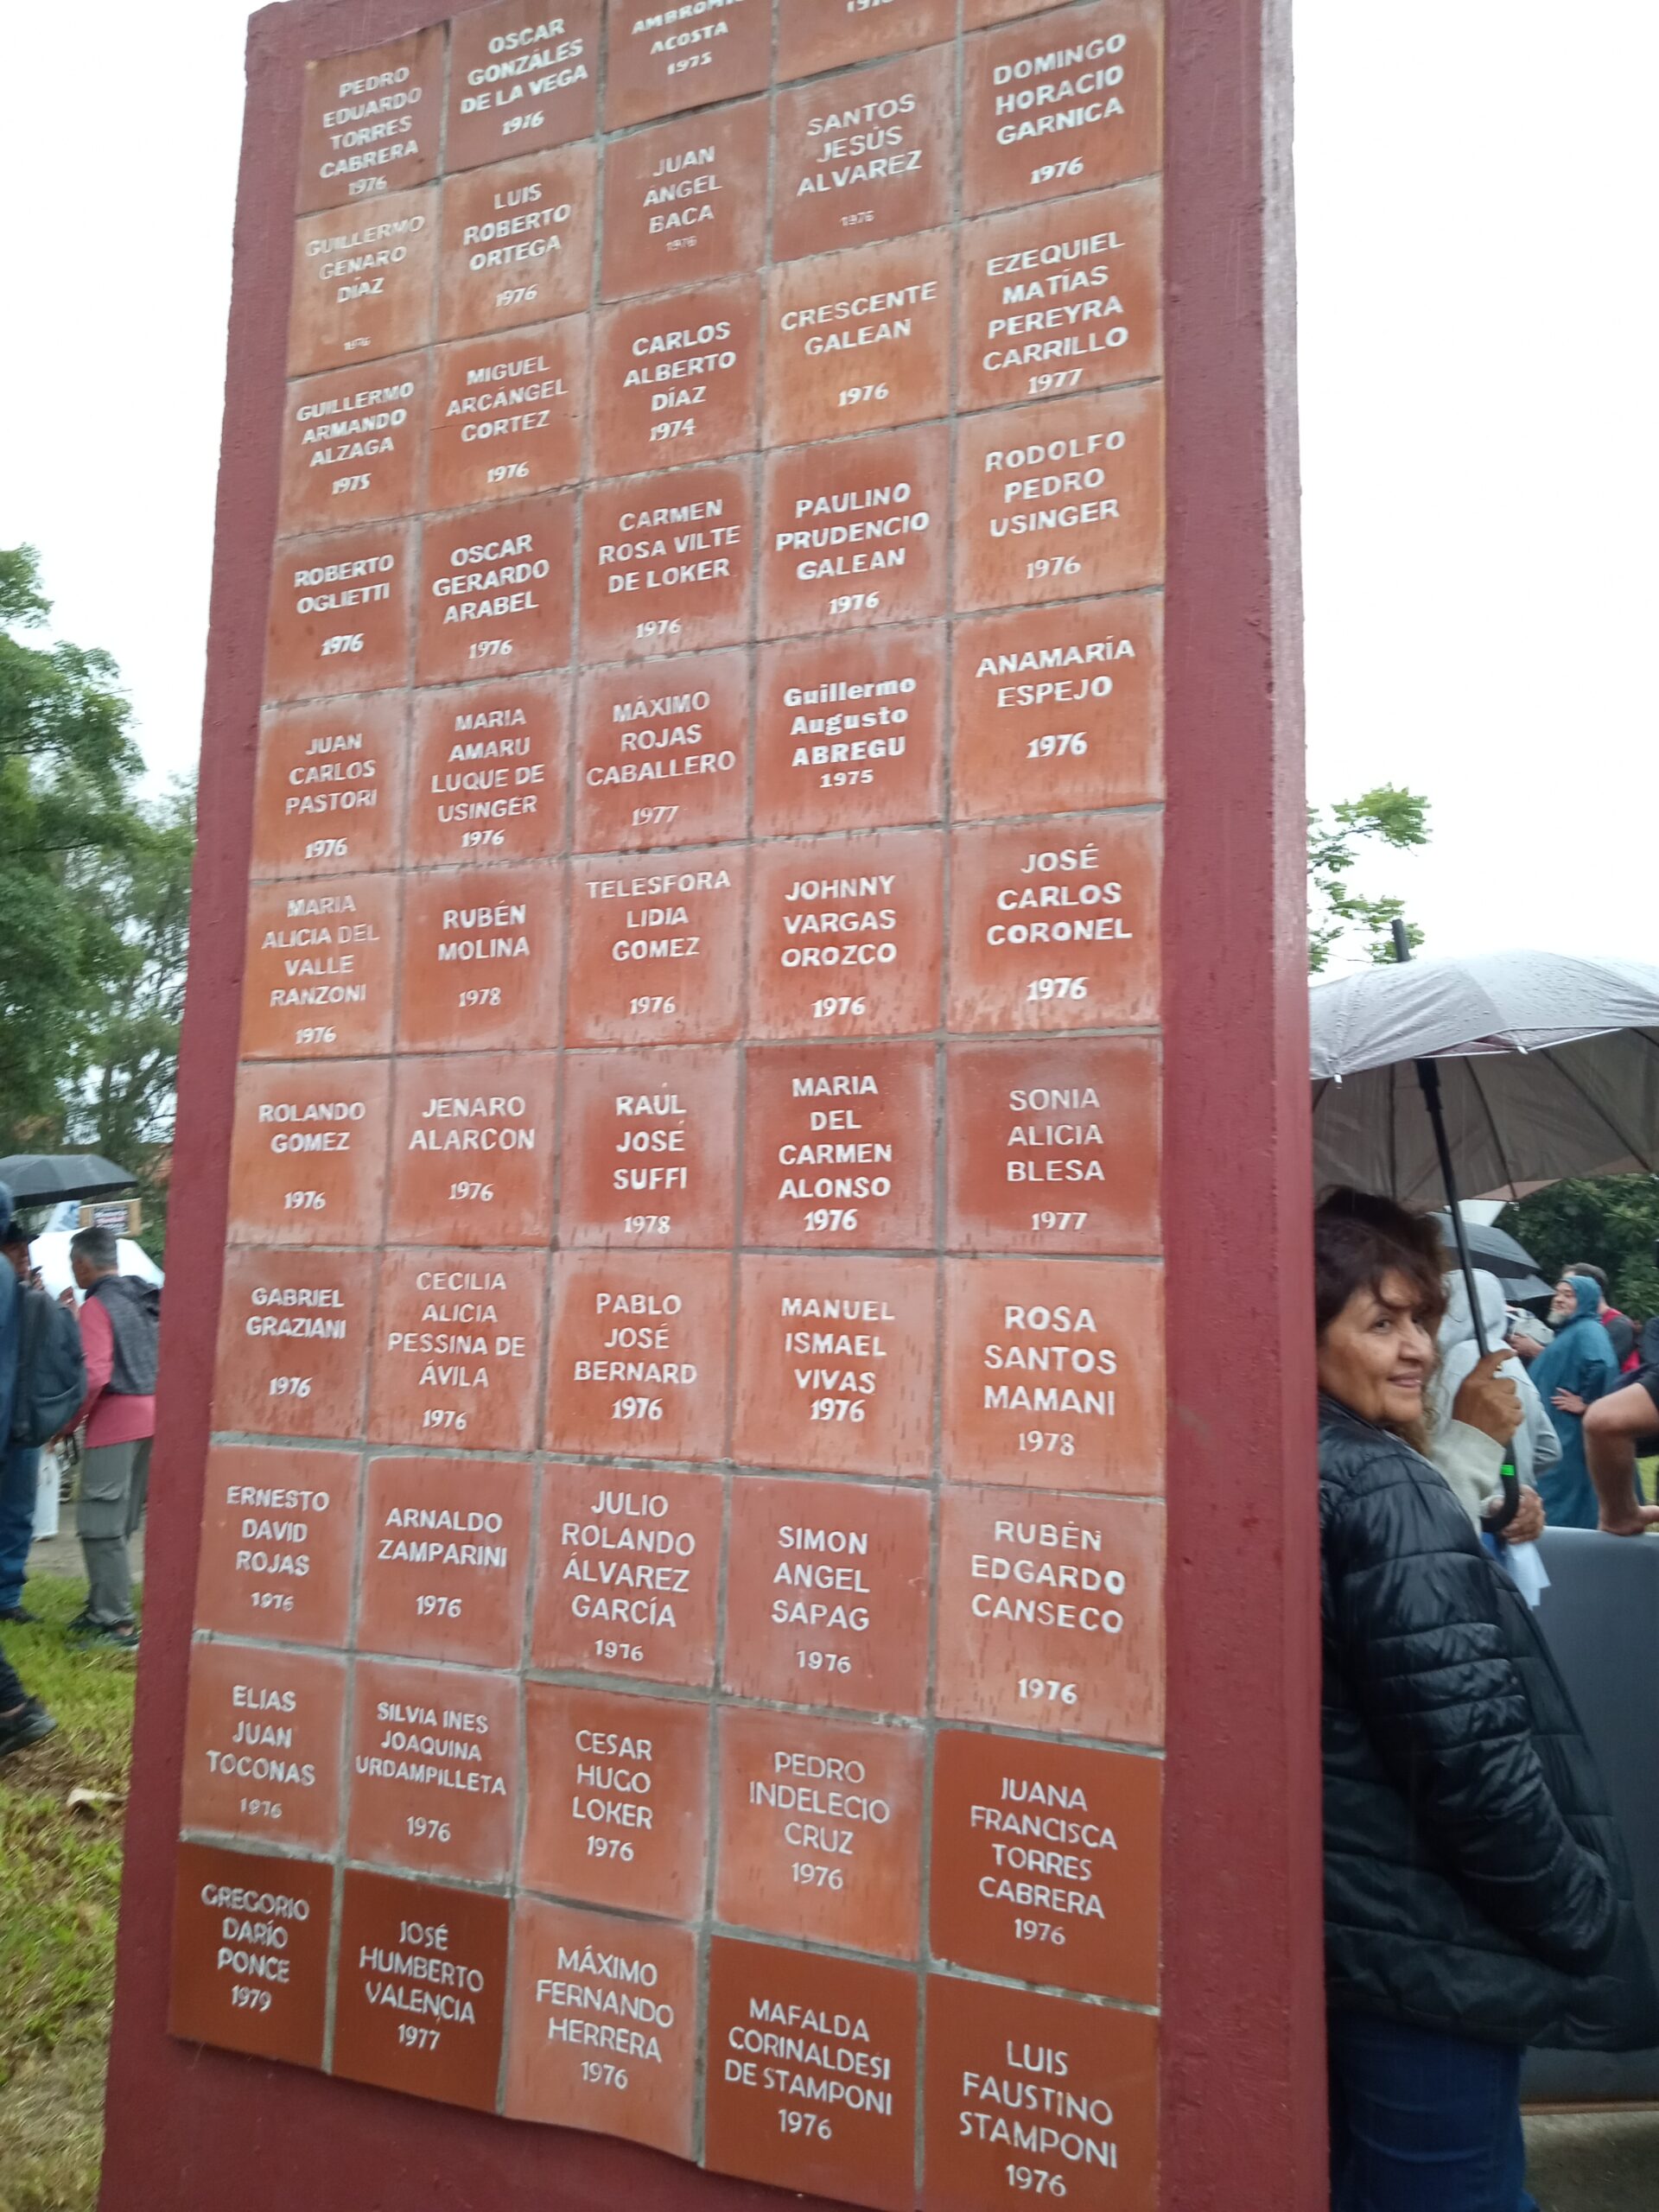 PEDRO
EDUARDO
TORRES
CABRERA
1976
OSCAR
GONZÁLES
DE LA VEGA
1976
ACOSTA
1975
DOMINGO
HORACIO
GARNICA
1976
SANTOS
JESÚS
ALVAREZ
1976
JUAN
ÁNGEL
BACA
1976
LUIS
ROBERTO
ORTEGA
1976
GUILLERMO
GENARO
DÍAZ
1976
EZEQUIEL
MATÍAS
PEREYRA
CARRILLO
1977
CRESCENTE
GALEAN
1976
CARLOS
ALBERTO
DÍAZ
1974
MIGUEL
ARCÁNGEL
CORTEZ
1976
GUILLERMO
ARMANDO
ALZAGA
1975
RODOLFO
PEDRO
USINGER
1976
PAULINO
PRUDENCIO
GALEAN
1976
CARMEN
ROSA VILTE
DE LOKER
1976
OSCAR
GERARDO
ARABEL
1976
ROBERTO
OGLIETTI
1976
ANAMARÍA
ESPEJO
1976
Guillermo
Augusto
ABREGU
1975
MÁXIMO
ROJAS
CABALLERO
1977
MARIA
AMARU
LUQUE DE
USINGER
1976
JUAN
CARLOS
PASTORI
1976
JOSÉ
CARLOS
CORONEL
1976
JOHNNY
VARGAS
OROZCO
1976
TELESFORA
LIDIA
GOMEZ
1976
RUBÉN
MOLINA
1978
MARIA
ALICIA DEL
VALLE
RANZONI
1976
SONIA
ALICIA
BLESA
1977
MARIA
DEL
CARMEN
ALONSO
1976
RAÚL
JOSÉ
SUFFI
1978
JENARO
ALARCON
1976
ROLANDO
GOMEZ
1976
ROSA
SANTOS
MAMANI
1978
MANUEL
ISMAEL
VIVAS
1976
PABLO
JOSÉ
BERNARD
1976
CECILIA
ALICIA
PESSINA DE
ÁVILA
1976
GABRIEL
GRAZIANI
1976
RUBÉN
EDGARDO
CANSECO
1976
SIMON
ANGEL
SAPAG
1976
JULIO
ROLANDO
ÁLVAREZ
GARCÍA
1976
ARNALDO
ZAMPARINI
1976
ERNESTO
DAVID
ROJAS
1976
JUANA
FRANCISCA
TORRES
CABRERA
1976
PEDRO
INDELECIO
CRUZ
1976
CESAR
HUGO
LOKER
1976
SILVIA INES
JOAQUINA
URDAMPILLETA
1976
ELIAS
JUAN
TOCONAS
1976
LUIS
FAUSTINO
STAMPONI
1976
MAFALDA
CORINALDESI
DE STAMPONI
1976
MÁXIMO
FERNANDO
HERRERA
1976
JOSÉ
HUMBERTO
VALENCIA
1977
GREGORIO
DARÍO
PONCE
1979